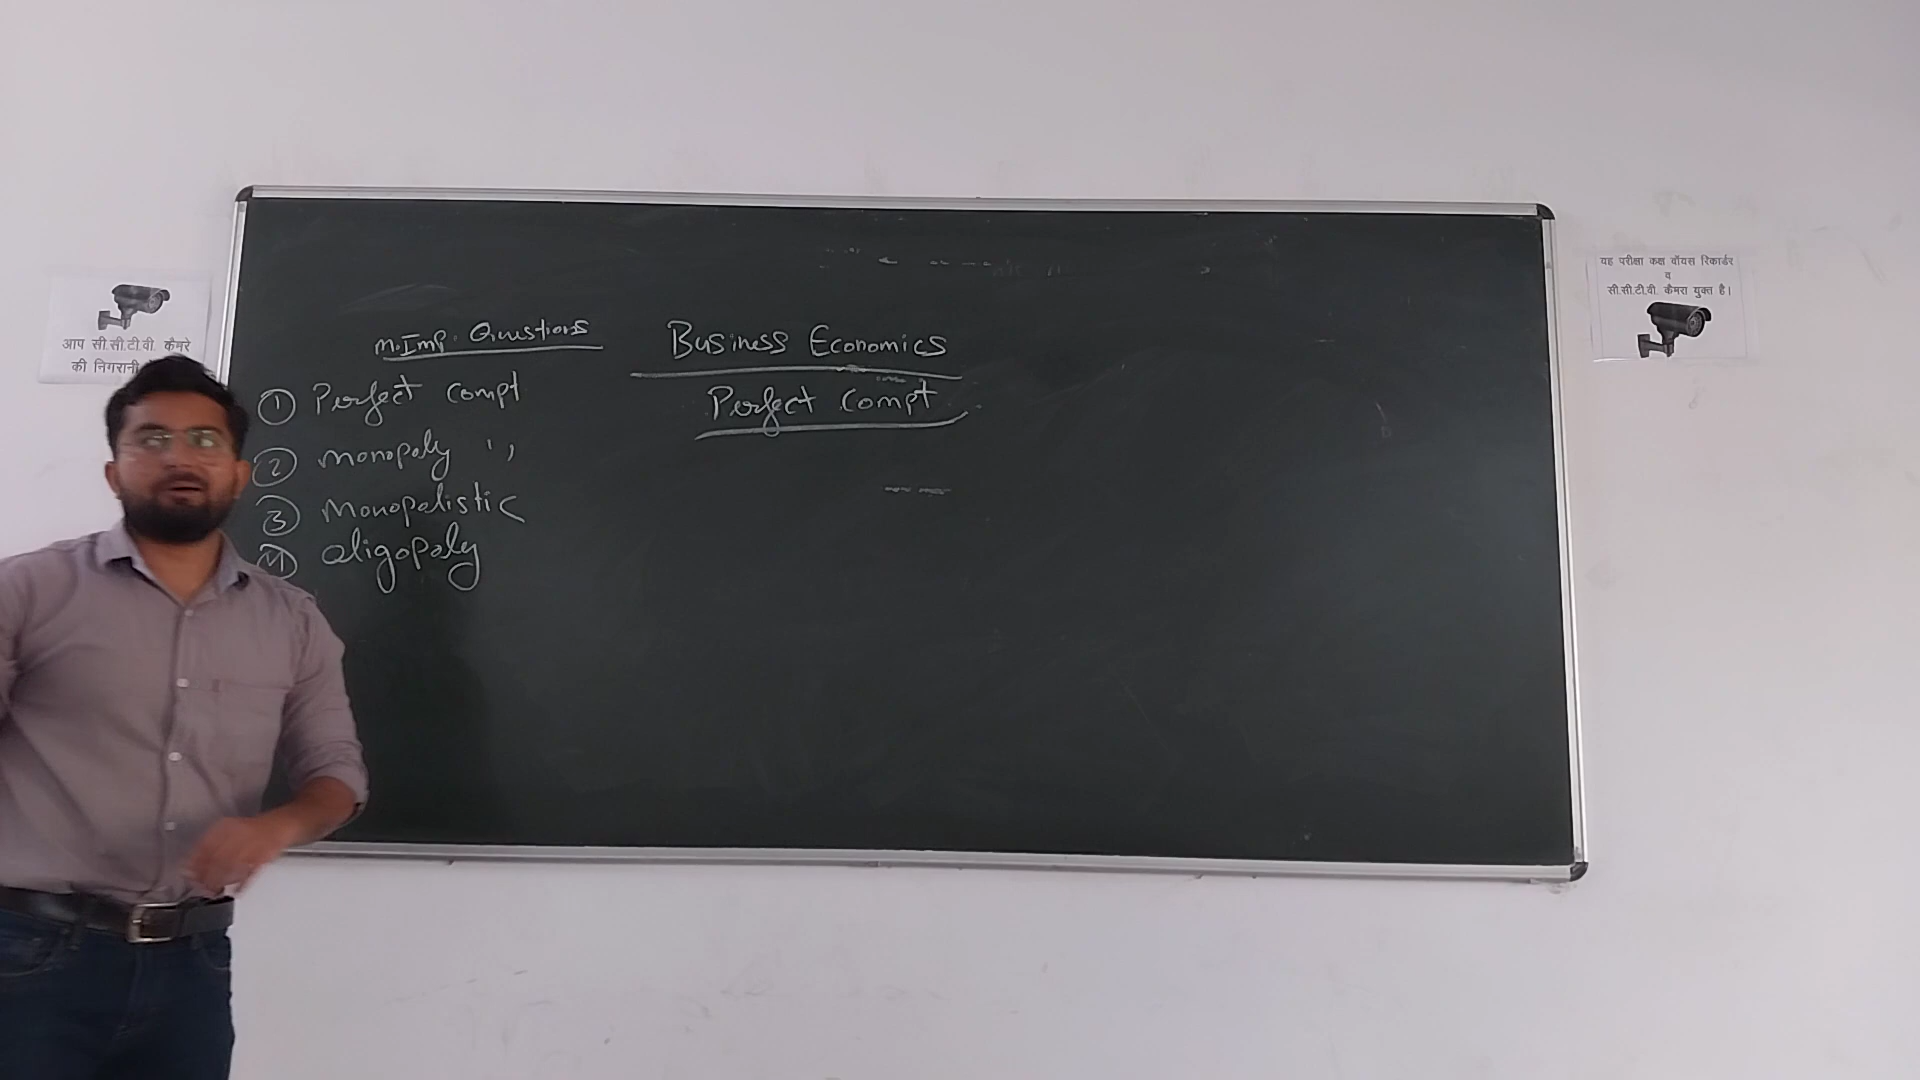 आप सी.सी.टी.वी. कैमरे
की निगरानी
M.Imp. Questions
① Perfect Compt
② Monopoly ,,
③ Monopolistic
④ Oligopoly
Business Economics
Perfect Compt
यह परीक्षा कक्ष वॉयस रिकार्डर
व
सी.सी.टी.वी. कैमरा युक्त है।